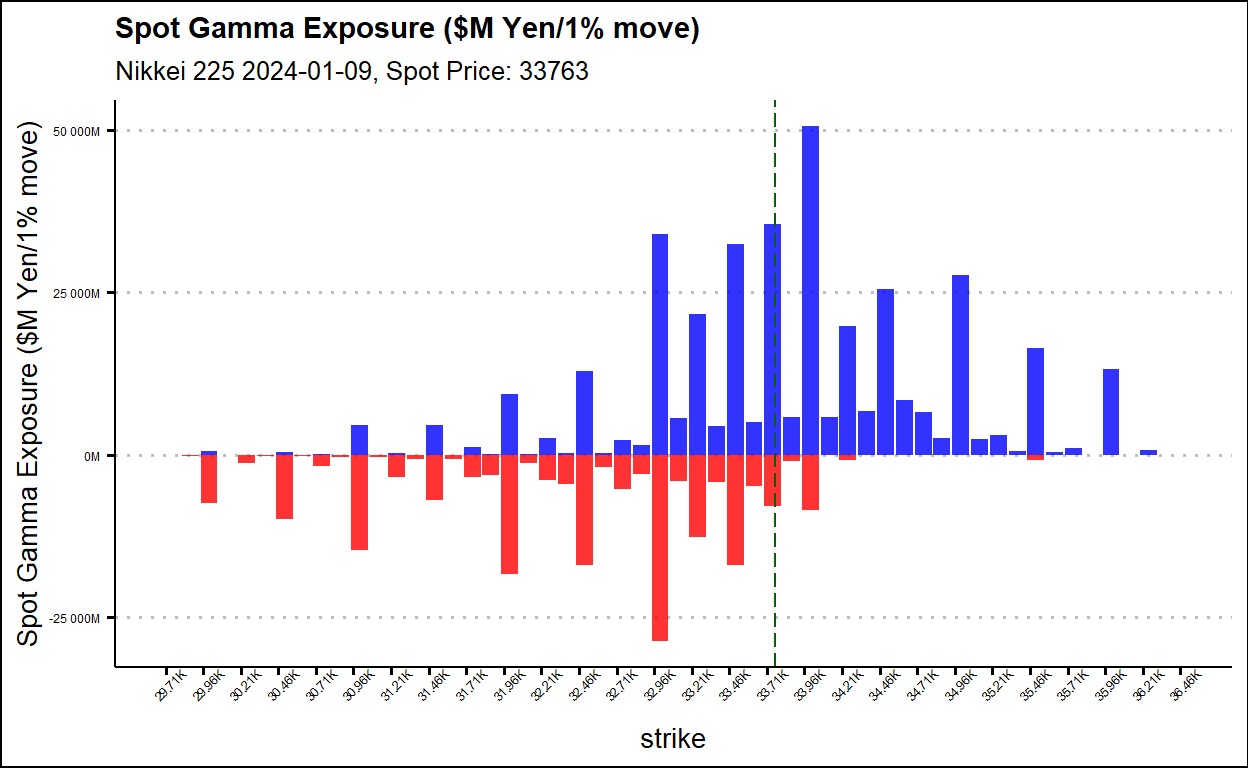 Spot Gamma Exposure ($M Yen/1% move)
Nikkei 225 2024-01-09, Spot Price: 33763
Spot Gamma Exposure ($M Yen/1% move)
50 000M
25 000M
0M
-25 000M
29.71K 29.96K 30.21K 30.46K 30.71K 30.96K 31.21K 31.46K 31.71K 31.96K 32.21K 32.46K 32.71K 32.96K 33.21K 33.46K 33.71K 33.96K 34.21K 34.46K 34.71K 34.96K 35.21K 35.46K 35.71K 35.96K 36.21K 36.46K
strike